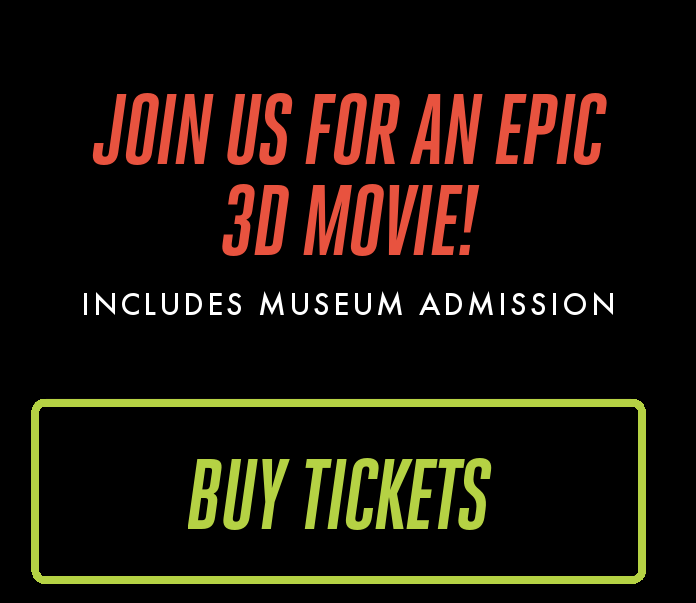 JOIN US FOR AN EPIC
3D MOVIE!
INCLUDES MUSEUM ADMISSION
BUY TICKETS